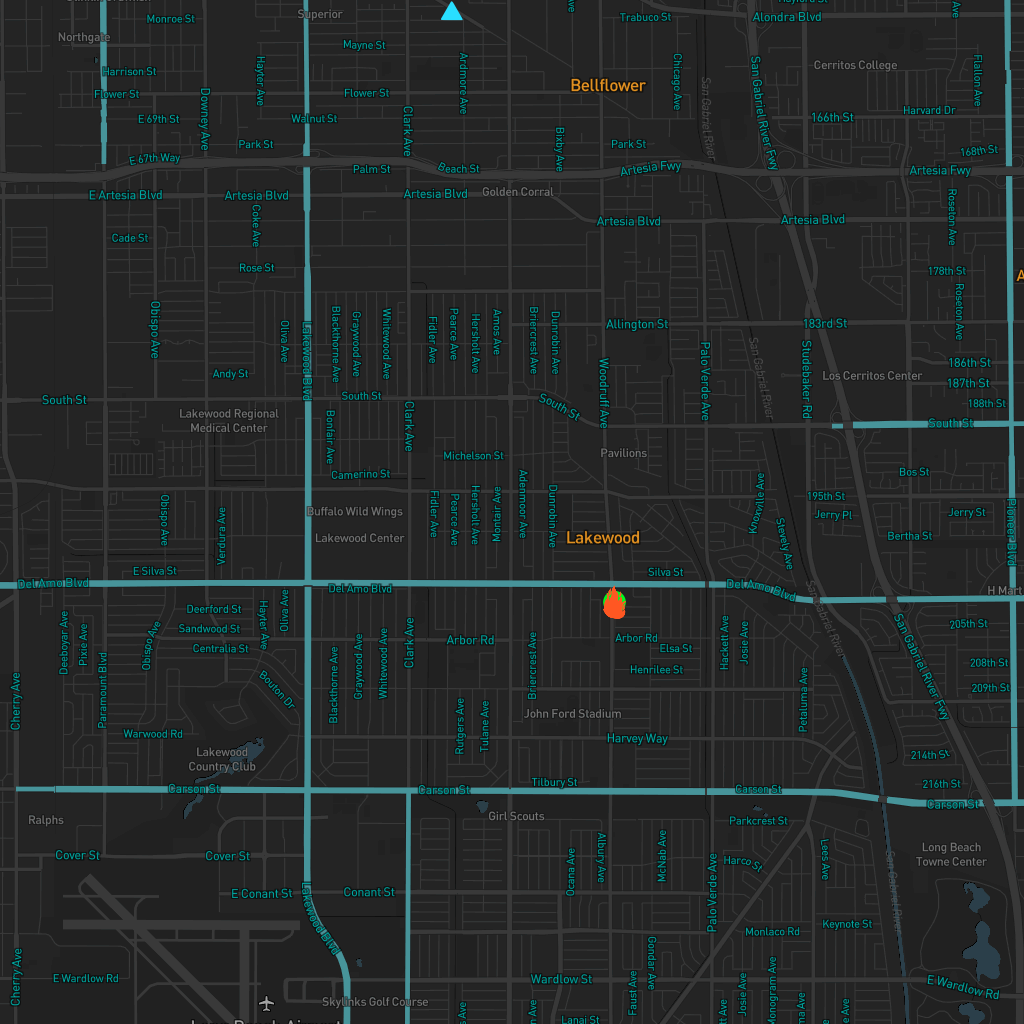 Superior
Trabuco St
Alondra Blvd
Monroe St
Northgate
Mayne St
Ardmore Ave
Chicago Ave
San Gabriel River
San Gabriel River Fwy
Cerritos College
Flallon Ave
Harrison St
Hayter Ave
Bellflower
Flower St
Flower St
Downey Ave
Clark Ave
Harvard Dr
E 69th St
Walnut St
166th St
Bixby Ave
Park St
Park St
168th St
E 67th Way
Palm St
Beach St
Artesia Fwy
Artesia Fwy
E Artesia Blvd
Artesia Blvd
Artesia Blvd
Golden Corral
Roseton Ave
Coke Ave
Artesia Blvd
Artesia Blvd
Cade St
Rose St
178th St
Obispo Ave
Oliva Ave
Lakewood Blvd
Blackthorne Ave
Graywood Ave
Whitewood Ave
Fidler Ave
Pearce Ave
Hersholt Ave
Amos Ave
Briercrest Ave
Dunrobin Ave
Allington St
183rd St
Roseton Ave
San Gabriel River
Palo Verde Ave
Studebaker Rd
Woodruff Ave
186th St
Andy St
Los Cerritos Center
187th St
South St
South St
South St
188th St
Lakewood Regional
Medical Center
Bonfair Ave
Clark Ave
South St
Michelson St
Pavilions
Camerino St
Bos St
Adenmoor Ave
Knoxville Ave
195th St
Obispo Ave
Verdura Ave
Buffalo Wild Wings
Fidler Ave
Pearce Ave
Hersholt Ave
Montair Ave
Dunrobin Ave
Jerry Pl
Jerry St
Stevely Ave
Pioneer Blvd
Lakewood Center
Lakewood
Bertha St
E Silva St
Silva St
Del Amo Blvd
Del Amo Blvd
Del Amo Blvd
H Mart
Deerford St
Hayter Ave
Oliva Ave
San Gabriel River
San Gabriel River Fwy
Deeboyar Ave
Pixie Ave
Sandwood St
Obispo Ave
Centralia St
Clark Ave
Arbor Rd
Briercrest Ave
Arbor Rd
Elsa St
Hackett Ave
Josie Ave
205th St
Paramount Blvd
Blackthorne Ave
Graywood Ave
Whitewood Ave
Henrilee St
208th St
Cherry Ave
Bouton Dr
Petaluma Ave
209th St
Rutgers Ave
Tulane Ave
John Ford Stadium
Warwood Rd
Harvey Way
Lakewood
Country Club
214th St
Carson St
Carson St
Tilbury St
Carson St
216th St
Carson St
Ralphs
Girl Scouts
Parkcrest St
Cover St
Cover St
Ocana Ave
Albury Ave
McNab Ave
Palo Verde Ave
Harco St
Lees Ave
San Gabriel River
Long Beach
Towne Center
E Conant St
Conant St
Lakewood Blvd
Monlaco Rd
Keynote St
Cherry Ave
E Wardlow Rd
Wardlow St
Gondar Ave
Faust Ave
Josie Ave
Monogram Ave
E Wardlow Rd
Skylinks Golf Course
Lanai St